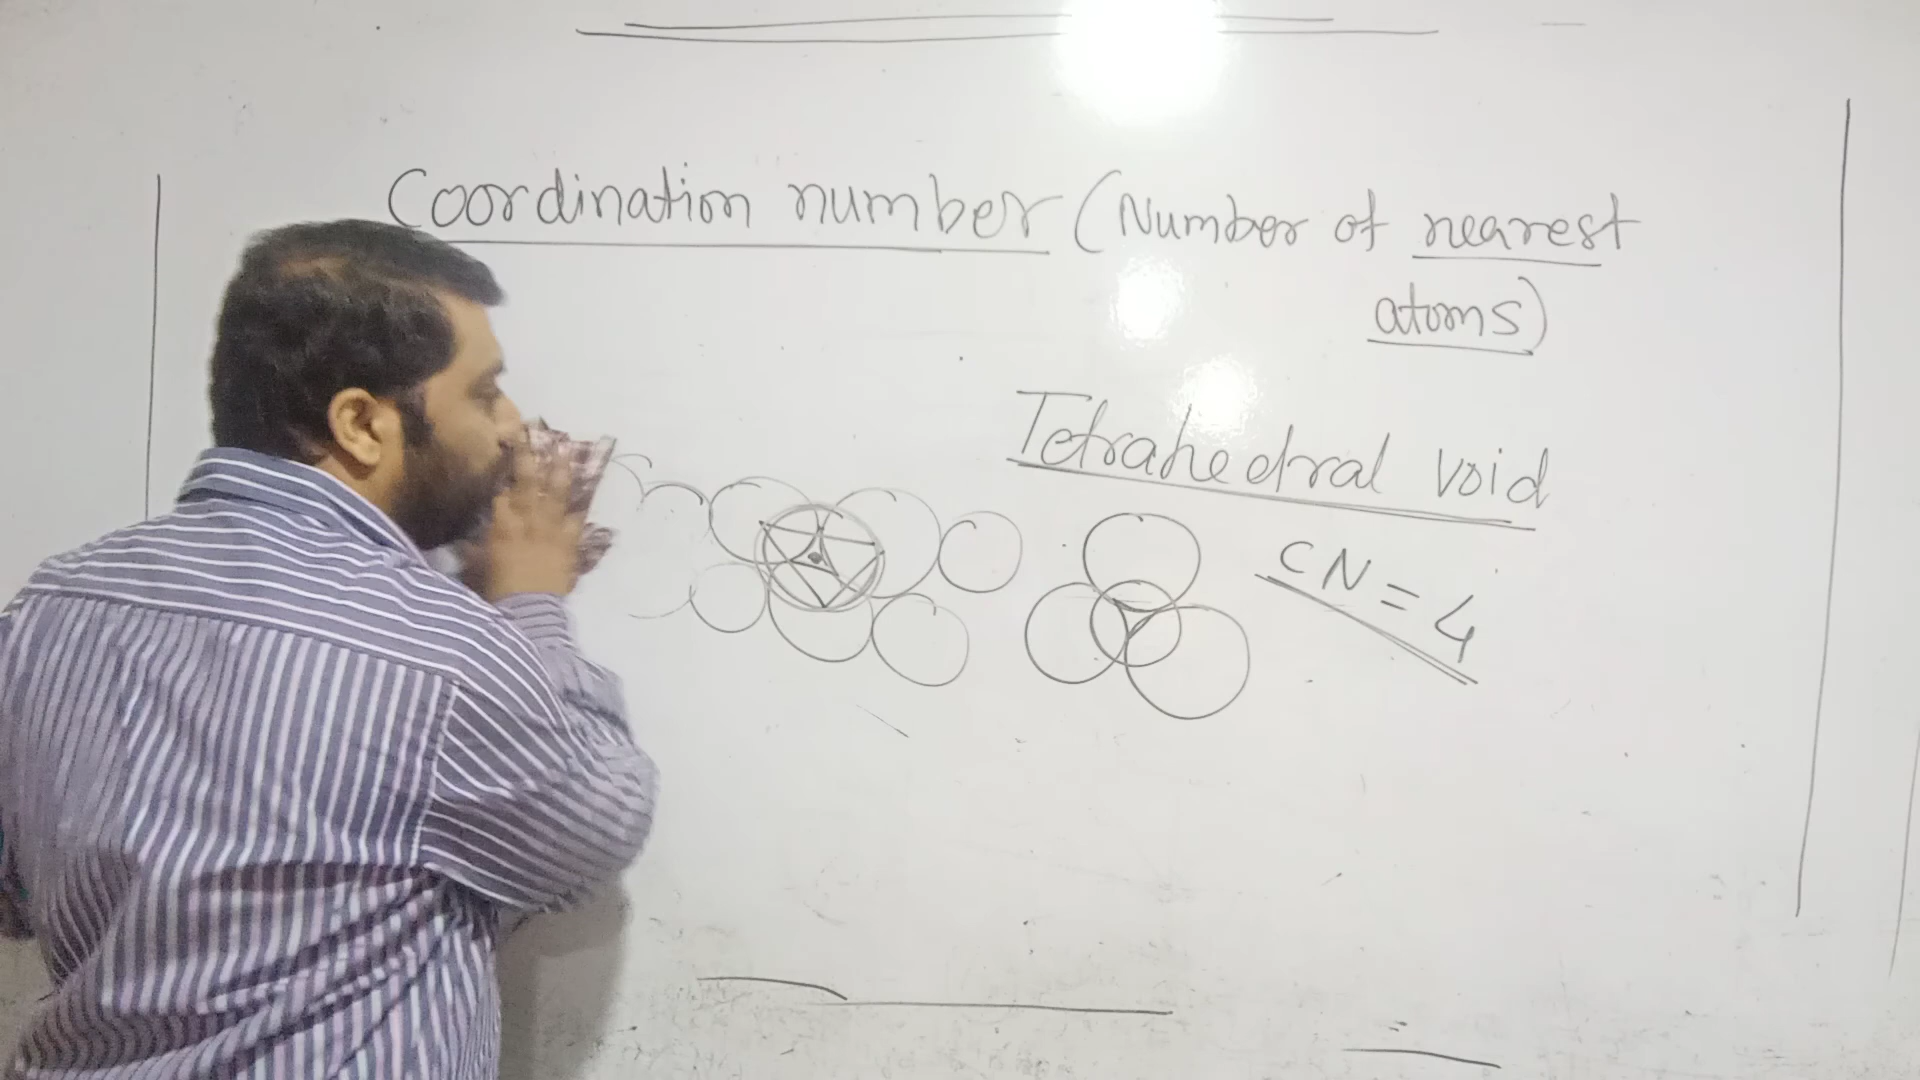 Coordination number (Number of nearest
atoms)
Tetrahedral void
CN = 4